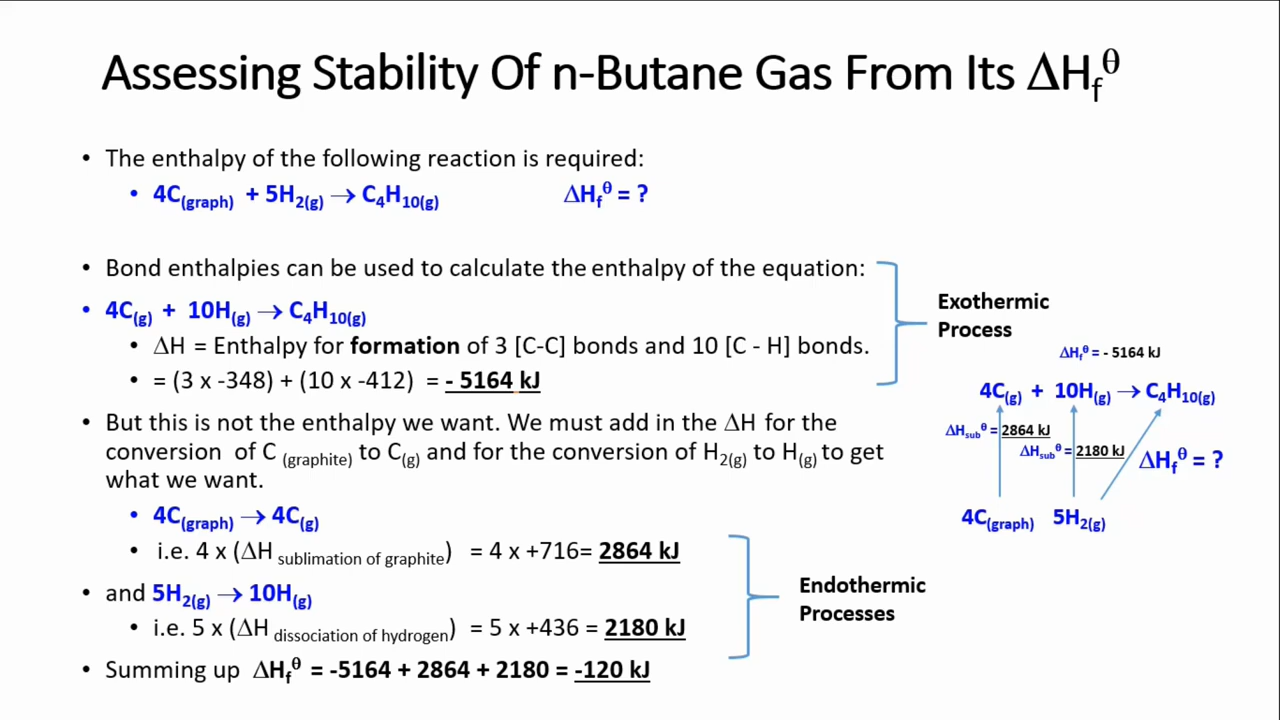 Assessing Stability Of n-Butane Gas From Its ΔHfθ
• The enthalpy of the following reaction is required:
• 4C(graph) + 5H2(g) → C4H10(g) ΔHfθ = ?
• Bond enthalpies can be used to calculate the enthalpy of the equation:
• 4C(g) + 10H(g) → C4H10(g)
• ΔH = Enthalpy for formation of 3 [C-C] bonds and 10 [C - H] bonds.
• = (3 x -348) + (10 x -412) = - 5164 kJ
• But this is not the enthalpy we want. We must add in the ΔH for the
conversion of C (graphite) to C(g) and for the conversion of H2(g) to H(g) to get
what we want.
• 4C(graph) → 4C(g)
• i.e. 4 x (ΔH sublimation of graphite) = 4 x +716= 2864 kJ
• and 5H2(g) → 10H(g)
• i.e. 5 x (ΔH dissociation of hydrogen) = 5 x +436 = 2180 kJ
• Summing up ΔHfθ = -5164 + 2864 + 2180 = -120 kJ
Exothermic
Process
ΔHfθ = - 5164 kJ
4C(g) + 10H(g) → C4H10(g)
ΔHsubθ = 2864 kJ
ΔHsubθ = 2180 kJ
ΔHfθ = ?
4C(graph) 5H2(g)
Endothermic
Processes